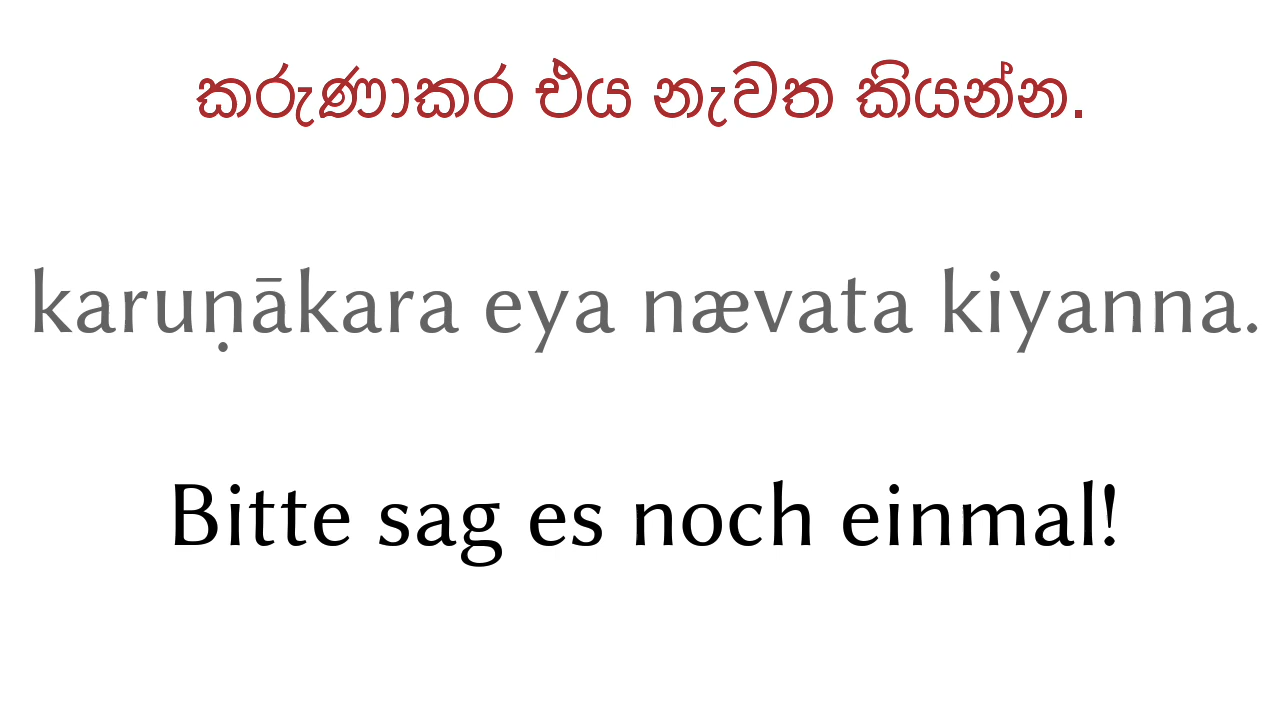 කරුණාකර එය නැවත කියන්න.
karuṇākara eya nævata kiyanna.
Bitte sag es noch einmal!